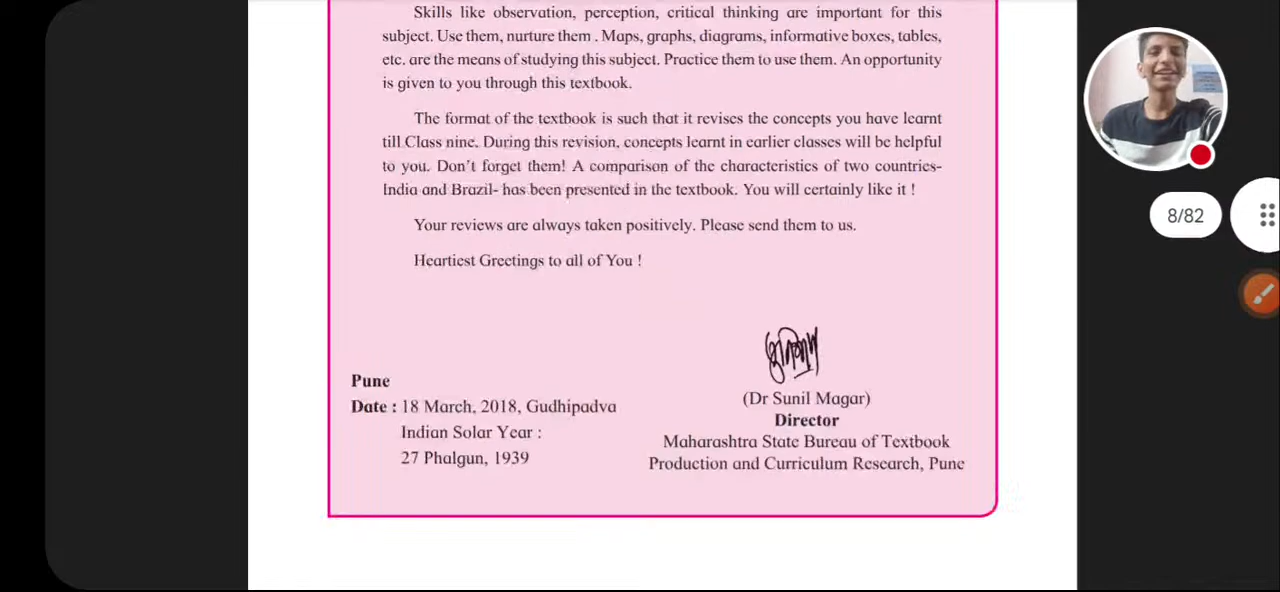 Skills like observation, perception, critical thinking are important for this
subject. Use them, nurture them . Maps, graphs, diagrams, informative boxes, tables,
etc. are the means of studying this subject. Practice them to use them. An opportunity
is given to you through this textbook.
The format of the textbook is such that it revises the concepts you have learnt
till Class nine. During this revision, concepts learnt in earlier classes will be helpful
to you. Don't forget them! A comparison of the characteristics of two countries-
India and Brazil- has been presented in the textbook. You will certainly like it !
Your reviews are always taken positively. Please send them to us.
Heartiest Greetings to all of You !
Pune
Date : 18 March, 2018, Gudhipadva
Indian Solar Year :
27 Phalgun, 1939
(Dr Sunil Magar)
Director
Maharashtra State Bureau of Textbook
Production and Curriculum Research, Pune
8/82